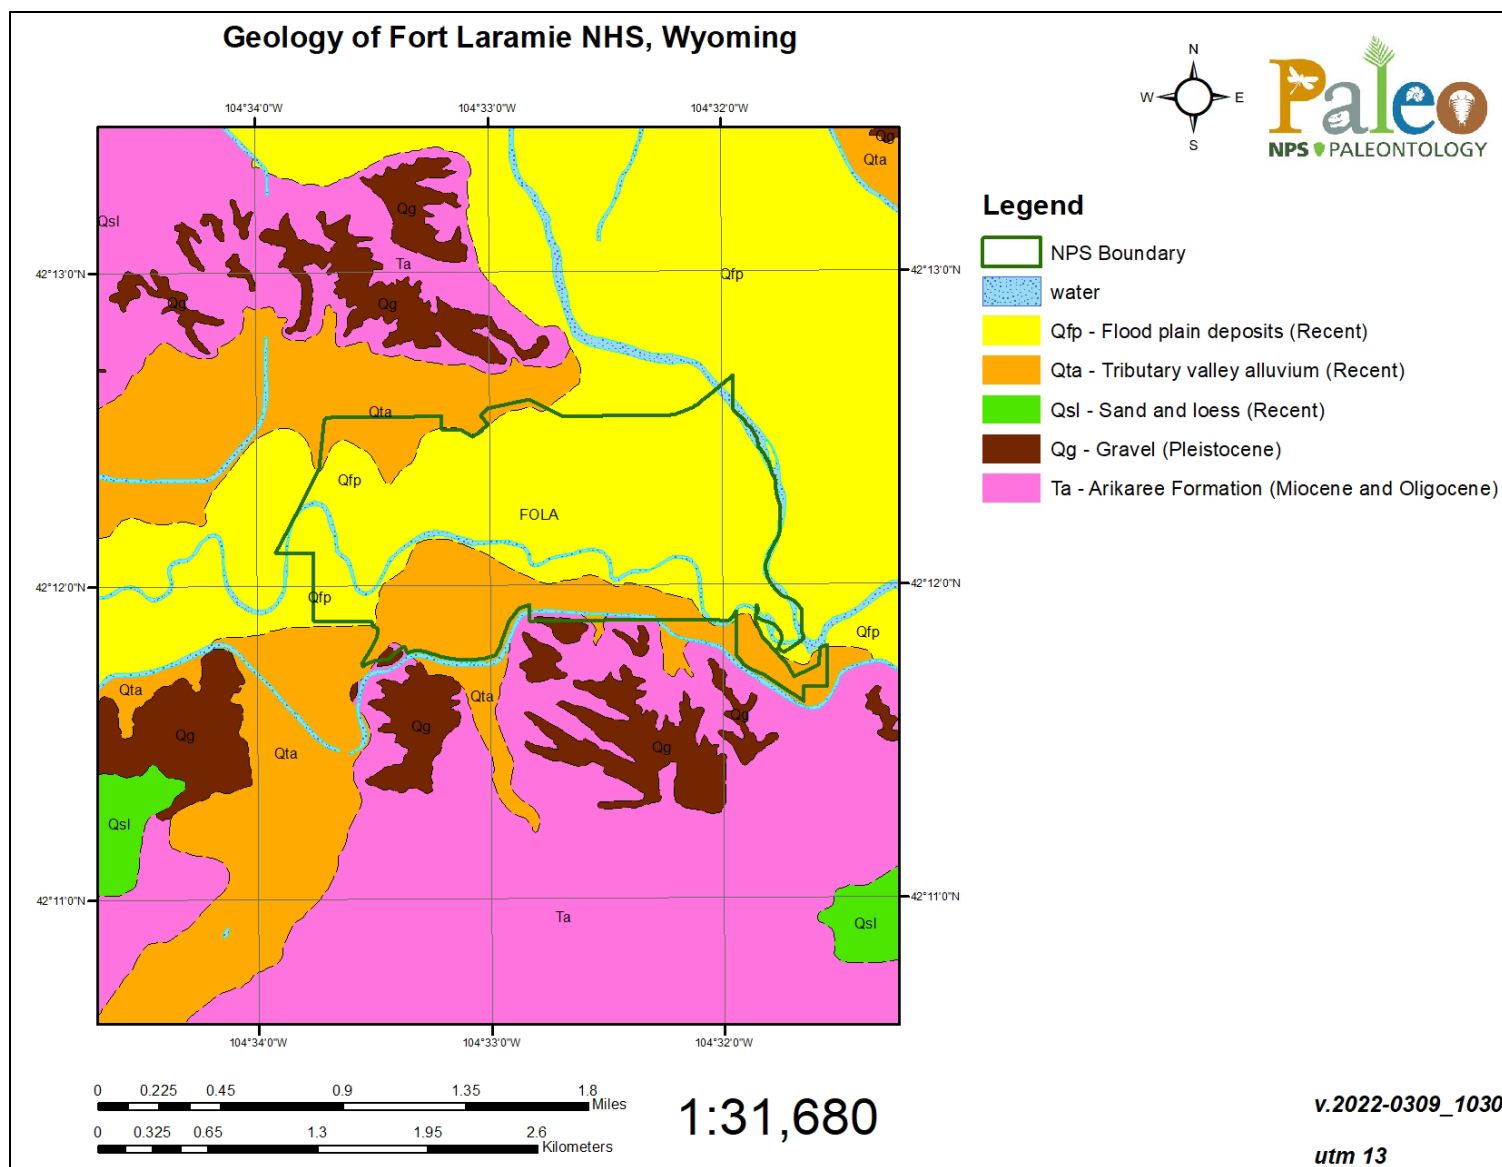 Geology of Fort Laramie NHS, Wyoming
N
W E
S
Paleo
NPS PALEONTOLOGY
104°34'0"W 104°33'0"W 104°32'0"W
Qg
Qta
Qsl
Qg
Ta
42°13'0"N
Qfp
42°13'0"N
Qg
Qg
Qta
Qfp
FOLA
42°12'0"N
42°12'0"N
Qfp
Qfp
Qta
Qta
Qg
Qg
Qg
Qta
Qg
Qsl
42°11'0"N
42°11'0"N
Ta
Qsl
104°34'0"W 104°33'0"W 104°32'0"W
Legend
NPS Boundary
water
Qfp - Flood plain deposits (Recent)
Qta - Tributary valley alluvium (Recent)
Qsl - Sand and loess (Recent)
Qg - Gravel (Pleistocene)
Ta - Arikaree Formation (Miocene and Oligocene)
0 0.225 0.45 0.9 1.35 1.8
Miles
0 0.325 0.65 1.3 1.95 2.6
Kilometers
1:31,680
v.2022-0309_1030
utm 13